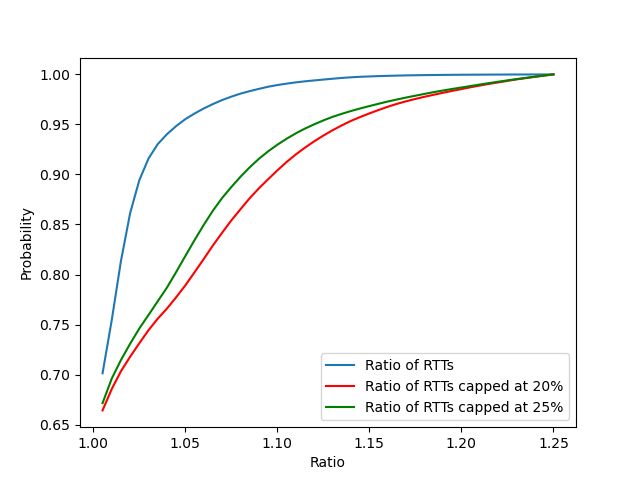 1.00
0.95
0.90
0.85
0.80
0.75
0.70
0.65
Probability
Ratio of RTTs
Ratio of RTTs capped at 20%
Ratio of RTTs capped at 25%
1.00 1.05 1.10 1.15 1.20 1.25
Ratio